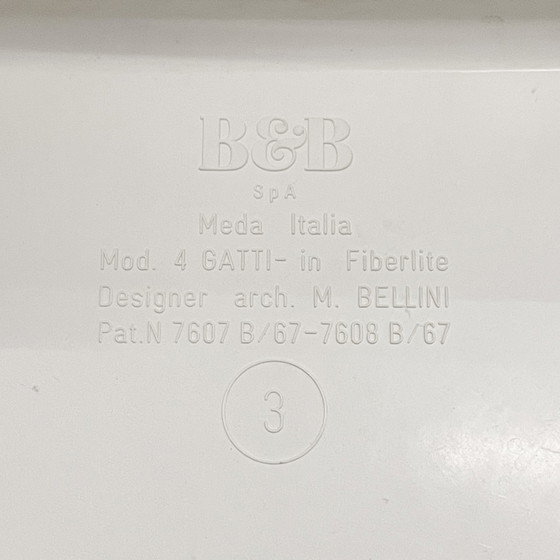 B&B
SpA
Meda Italia
Mod. 4 GATTI- in Fiberlite
Designer arch. M. BELLINI
Pat.N 7607 B/67-7608 B/67
3